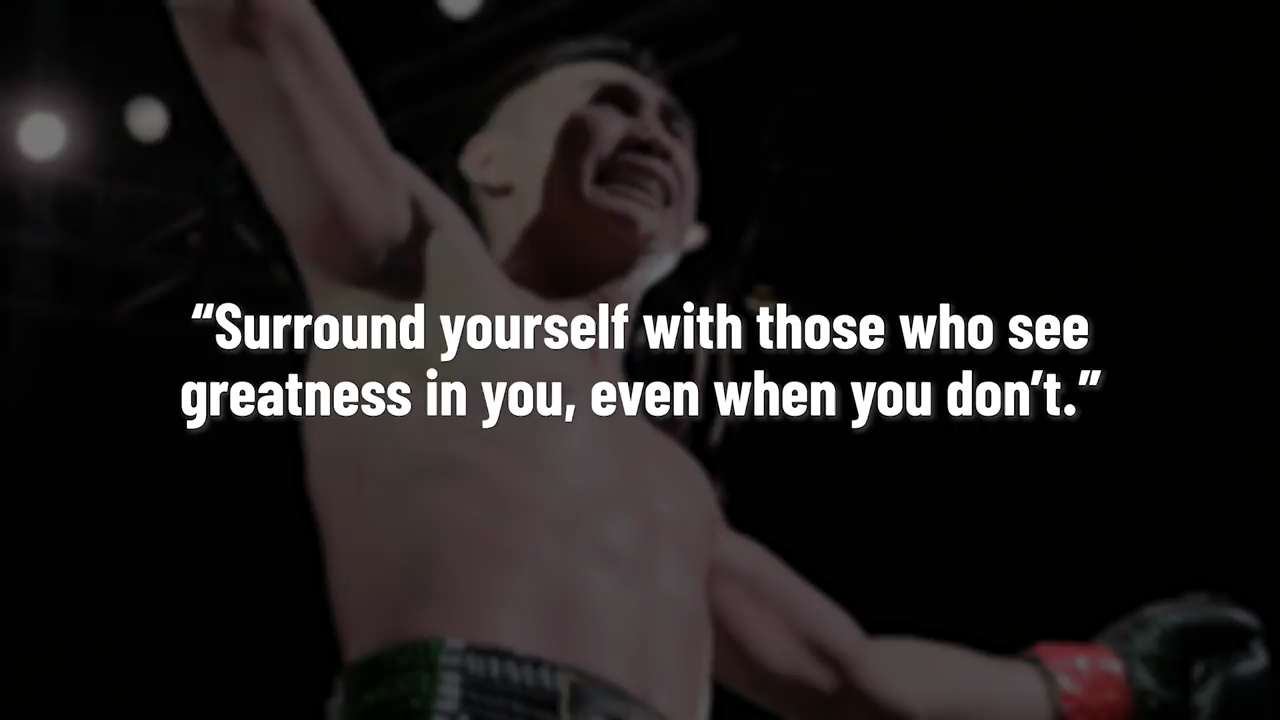 “Surround yourself with those who see
greatness in you, even when you don’t.”